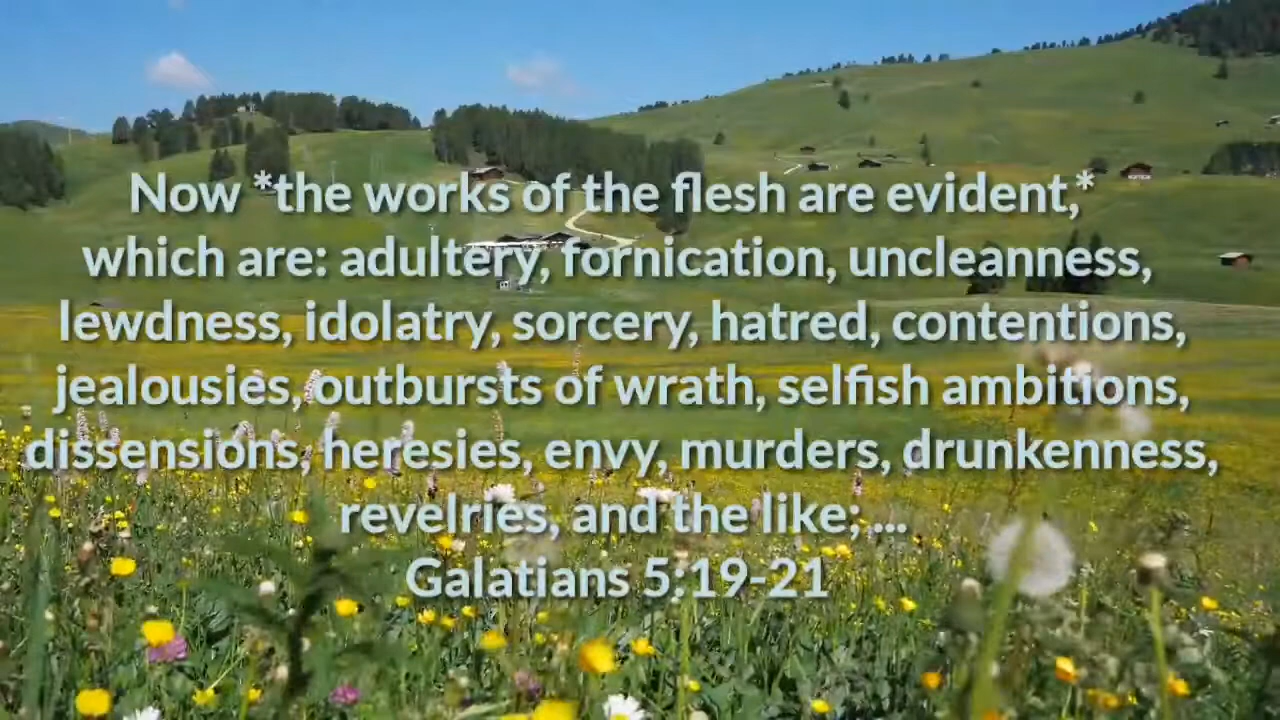 Now *the works of the flesh are evident,*
which are: adultery, fornication, uncleanness,
lewdness, idolatry, sorcery, hatred, contentions,
jealousies, outbursts of wrath, selfish ambitions,
dissensions, heresies, envy, murders, drunkenness,
revelries, and the like; ...
Galatians 5:19-21